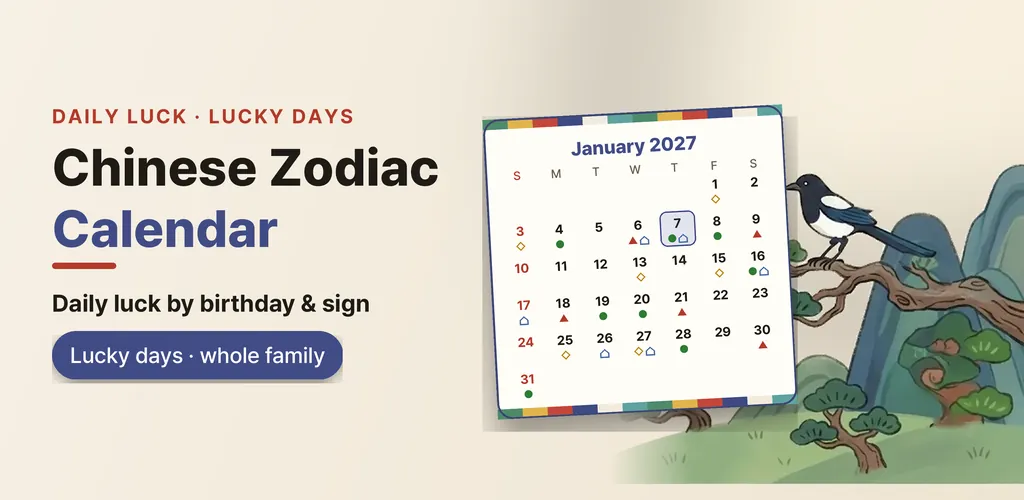 DAILY LUCK · LUCKY DAYS
Chinese Zodiac
Calendar
Daily luck by birthday & sign
Lucky days · whole family
January 2027
S M T W T F S
1 2
3 4 5 6 7 8 9
10 11 12 13 14 15 16
17 18 19 20 21 22 23
24 25 26 27 28 29 30
31